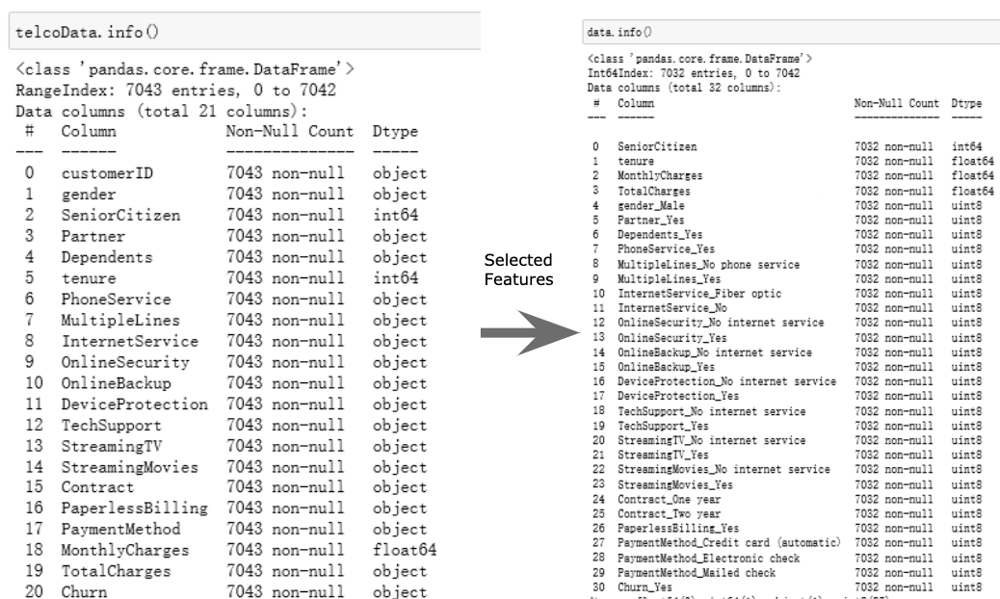 telcoData.info()
<class 'pandas.core.frame.DataFrame'>
RangeIndex: 7043 entries, 0 to 7042
Data columns (total 21 columns):
# Column Non-Null Count Dtype
--- ------ -------------- -----
0 customerID 7043 non-null object
1 gender 7043 non-null object
2 SeniorCitizen 7043 non-null int64
3 Partner 7043 non-null object
4 Dependents 7043 non-null object
5 tenure 7043 non-null int64
6 PhoneService 7043 non-null object
7 MultipleLines 7043 non-null object
8 InternetService 7043 non-null object
9 OnlineSecurity 7043 non-null object
10 OnlineBackup 7043 non-null object
11 DeviceProtection 7043 non-null object
12 TechSupport 7043 non-null object
13 StreamingTV 7043 non-null object
14 StreamingMovies 7043 non-null object
15 Contract 7043 non-null object
16 PaperlessBilling 7043 non-null object
17 PaymentMethod 7043 non-null object
18 MonthlyCharges 7043 non-null float64
19 TotalCharges 7043 non-null object
20 Churn 7043 non-null object
Selected
Features
data.info()
<class 'pandas.core.frame.DataFrame'>
Int64Index: 7032 entries, 0 to 7042
Data columns (total 32 columns):
# Column Non-Null Count Dtype
--- ------ -------------- -----
0 SeniorCitizen 7032 non-null int64
1 tenure 7032 non-null float64
2 MonthlyCharges 7032 non-null float64
3 TotalCharges 7032 non-null float64
4 gender_Male 7032 non-null uint8
5 Partner_Yes 7032 non-null uint8
6 Dependents_Yes 7032 non-null uint8
7 PhoneService_Yes 7032 non-null uint8
8 MultipleLines_No phone service 7032 non-null uint8
9 MultipleLines_Yes 7032 non-null uint8
10 InternetService_Fiber optic 7032 non-null uint8
11 InternetService_No 7032 non-null uint8
12 OnlineSecurity_No internet service 7032 non-null uint8
13 OnlineSecurity_Yes 7032 non-null uint8
14 OnlineBackup_No internet service 7032 non-null uint8
15 OnlineBackup_Yes 7032 non-null uint8
16 DeviceProtection_No internet service 7032 non-null uint8
17 DeviceProtection_Yes 7032 non-null uint8
18 TechSupport_No internet service 7032 non-null uint8
19 TechSupport_Yes 7032 non-null uint8
20 StreamingTV_No internet service 7032 non-null uint8
21 StreamingTV_Yes 7032 non-null uint8
22 StreamingMovies_No internet service 7032 non-null uint8
23 StreamingMovies_Yes 7032 non-null uint8
24 Contract_One year 7032 non-null uint8
25 Contract_Two year 7032 non-null uint8
26 PaperlessBilling_Yes 7032 non-null uint8
27 PaymentMethod_Credit card (automatic) 7032 non-null uint8
28 PaymentMethod_Electronic check 7032 non-null uint8
29 PaymentMethod_Mailed check 7032 non-null uint8
30 Churn_Yes 7032 non-null uint8